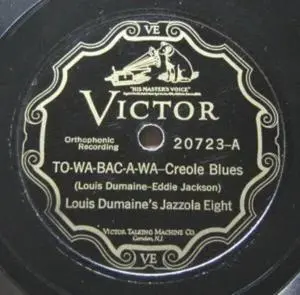 VE
"HIS MASTER'S VOICE"
VICTOR
Orthophonic
Recording
20723-A
TO-WA-BAC-A-WA—Creole Blues
(Louis Dumaine-Eddie Jackson)
Louis Dumaine's Jazzola Eight
VICTOR TALKING MACHINE CO.
Camden, N.J.
VE